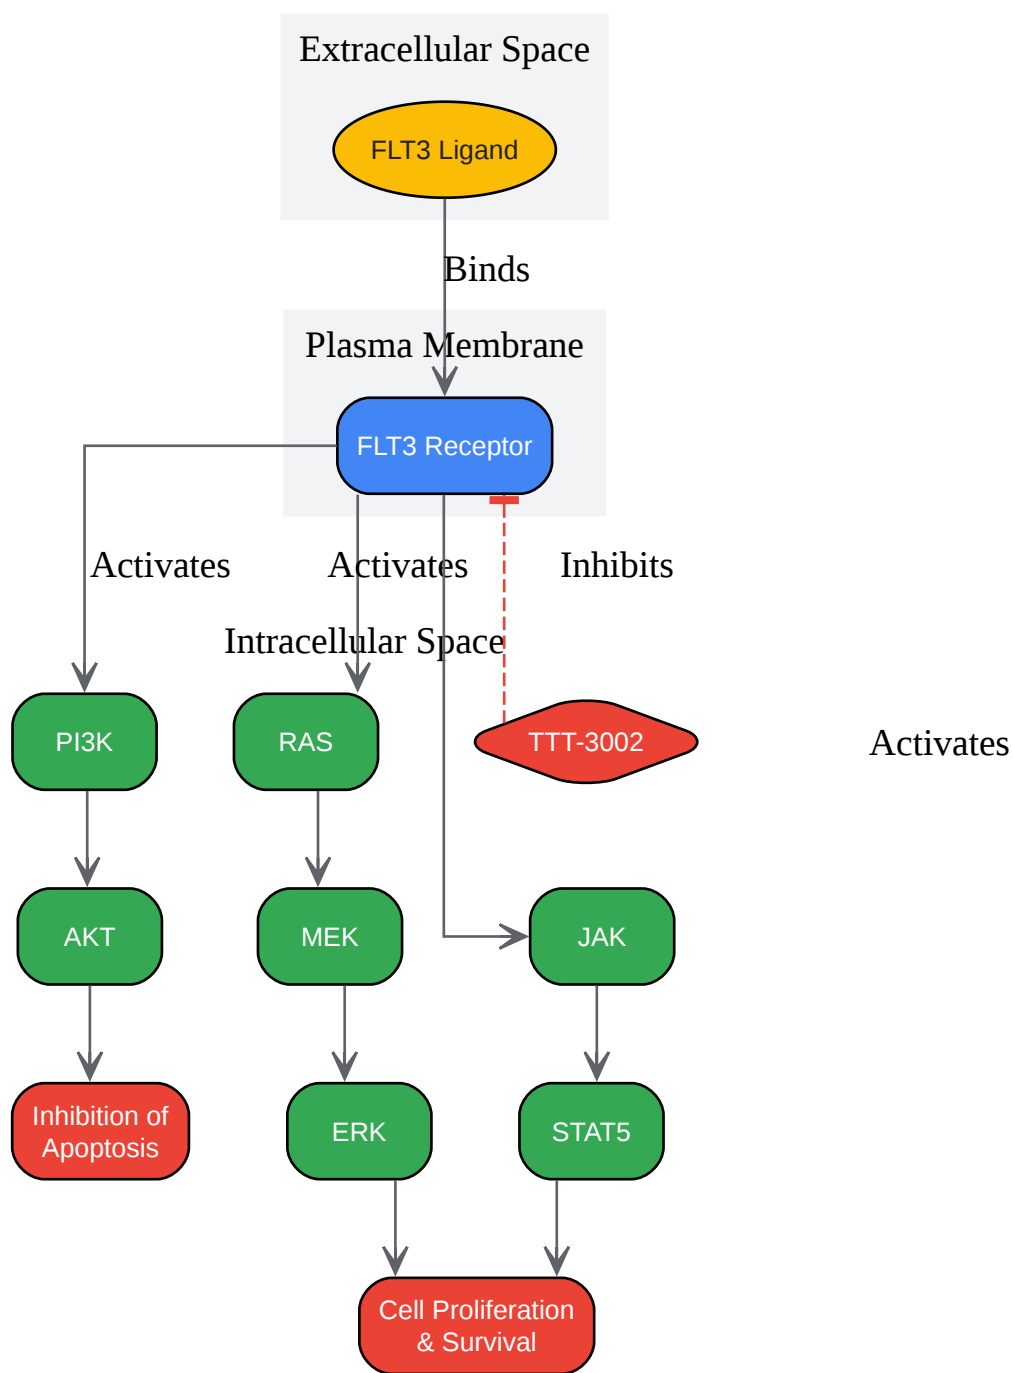 Extracellular Space
FLT3 Ligand
Binds
Plasma Membrane
FLT3 Receptor
Activates
Activates
Inhibits
Intracellular Space
PI3K
RAS
TTT-3002
Activates
AKT
MEK
JAK
Inhibition of
Apoptosis
ERK
STAT5
Cell Proliferation
& Survival